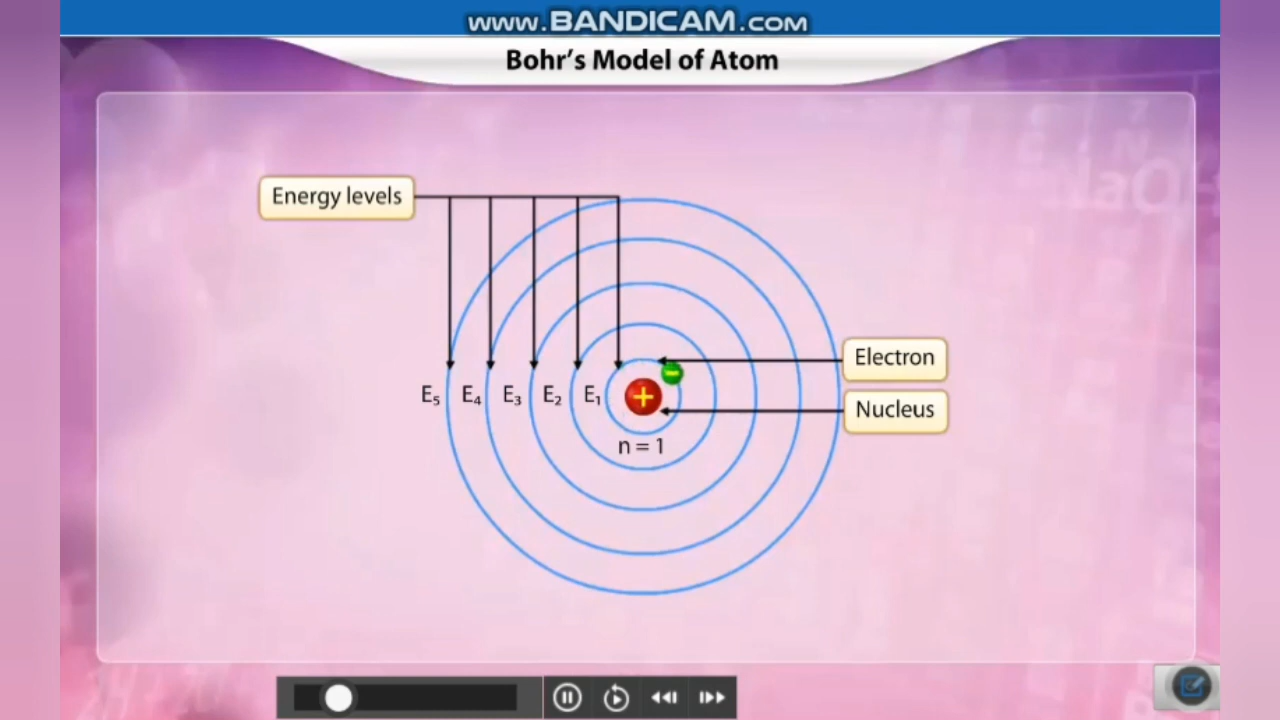 www.BANDICAM.com
Bohr's Model of Atom
Energy levels
Electron
E₅ E₄ E₃ E₂ E₁
Nucleus
n = 1